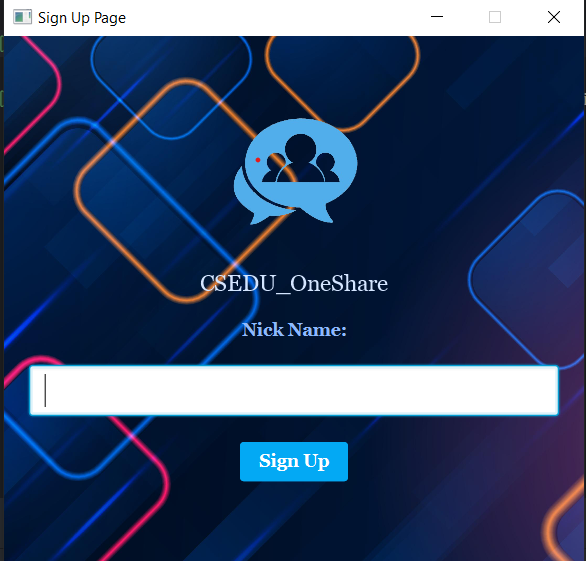 Sign Up Page
CSEDU_OneShare
Nick Name:
Sign Up